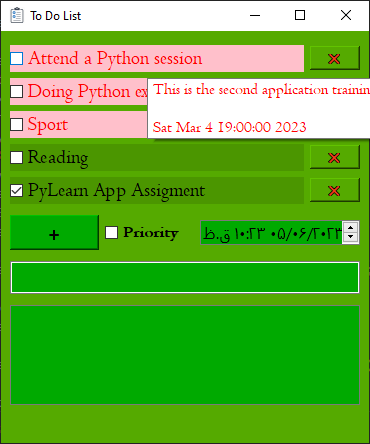 To Do List
Attend a Python session
Doing Python ex
This is the second application trainin
Sat Mar 4 19:00:00 2023
Sport
Reading
PyLearn App Assigment
+
Priority
۰۵/۰۶/۲۰۲۳ ۱۰:۲۳ ق.ظ